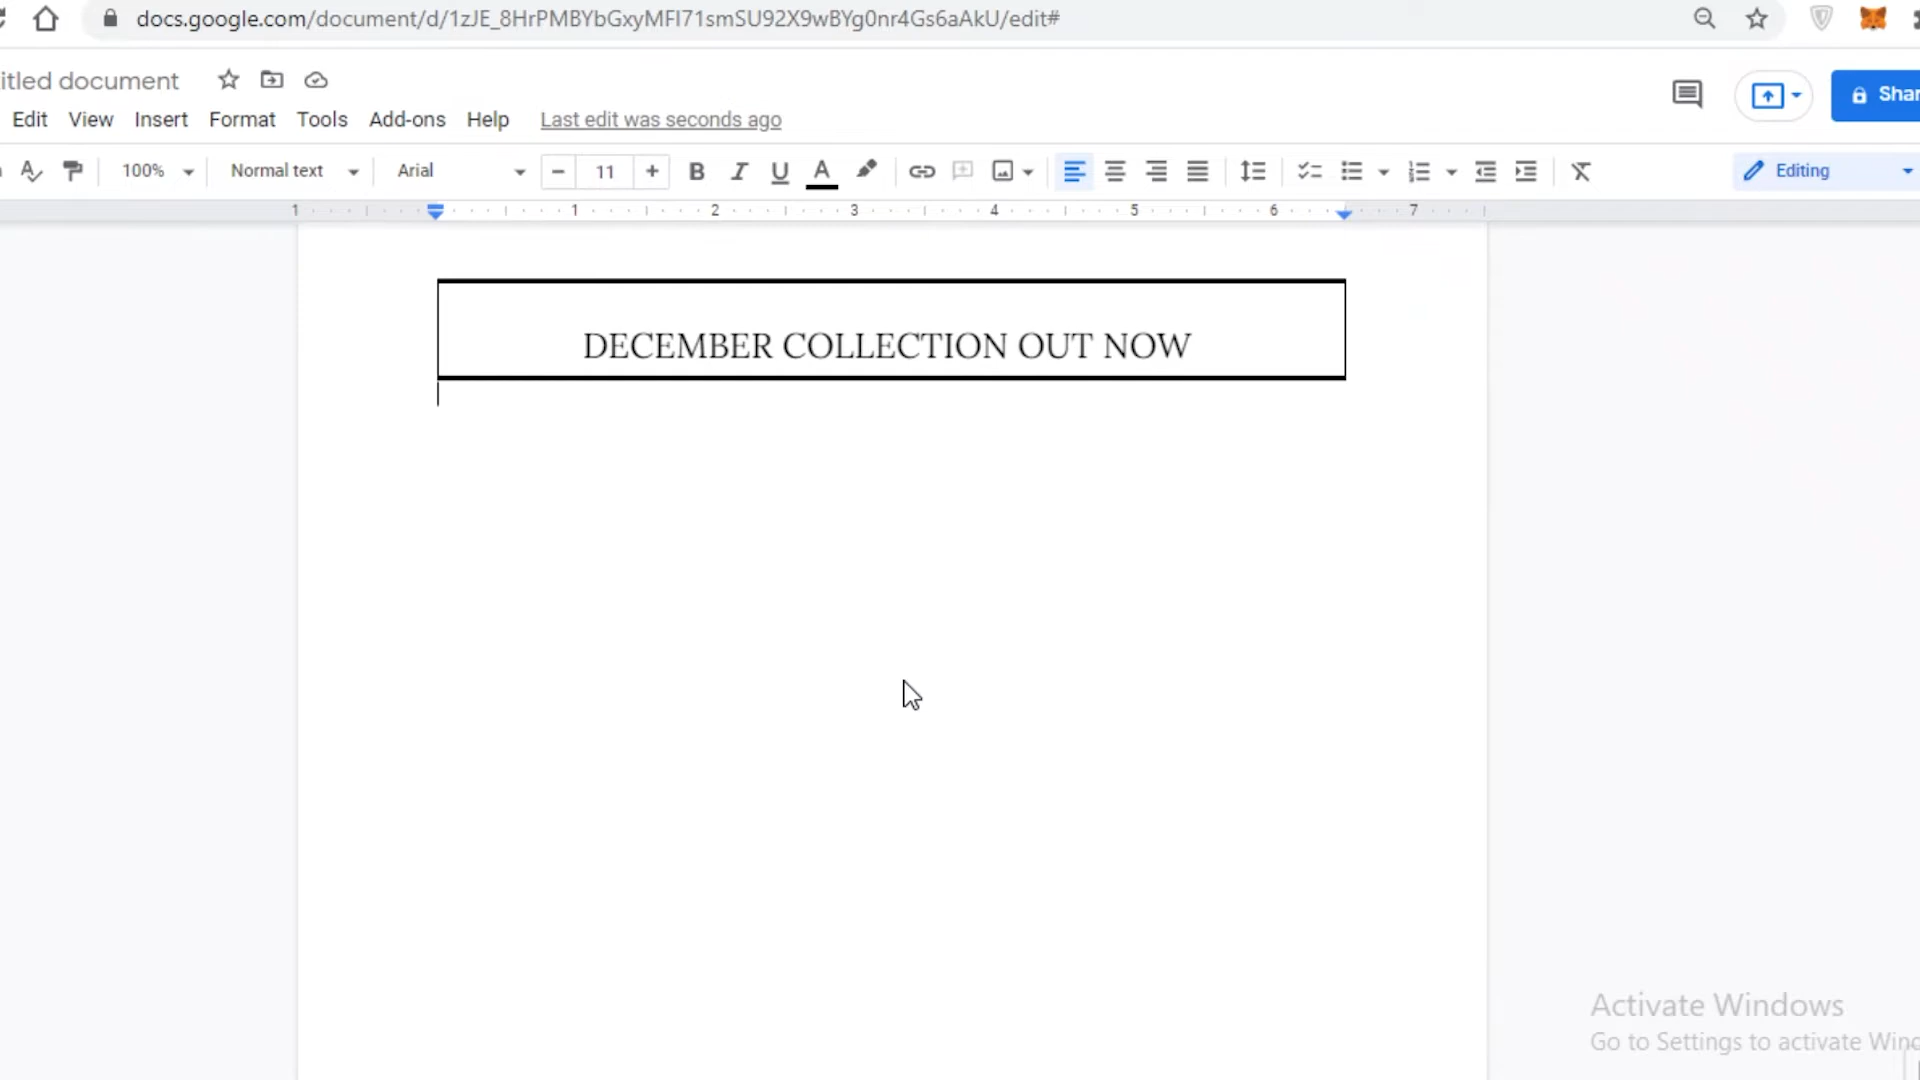 docs.google.com/document/d/1zJE_8HrPMBYbGxyMFI71smSU92X9wBYg0nr4Gs6aAkU/edit#
itled document
Edit View Insert Format Tools Add-ons Help Last edit was seconds ago
Shar
100% Normal text Arial 11 B I U A Editing
1 1 2 3 4 5 6 7
DECEMBER COLLECTION OUT NOW
Activate Windows
Go to Settings to activate Wind